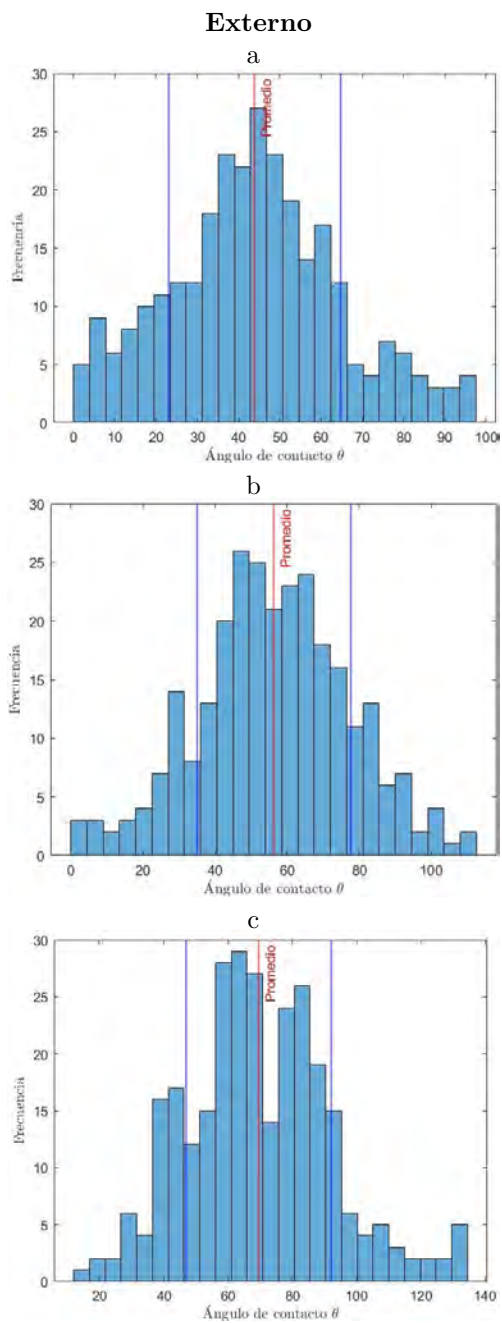 Externo
a
30
25
20
15
10
5
0
Frecuencia
Promedio
0 10 20 30 40 50 60 70 80 90 100
Ángulo de contacto θ
b
30
25
20
15
10
5
0
Frecuencia
Promedio
0 20 40 60 80 100
Ángulo de contacto θ
c
30
25
20
15
10
5
0
Frecuencia
Promedio
20 40 60 80 100 120 140
Ángulo de contacto θ